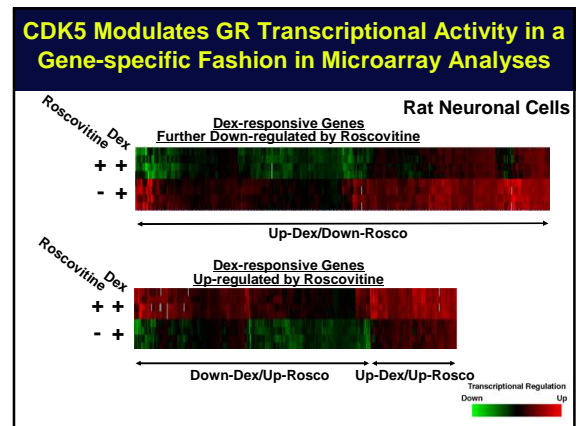 CDK5 Modulates GR Transcriptional Activity in a
Gene-specific Fashion in Microarray Analyses
Rat Neuronal Cells
Roscovitine Dex
Dex-responsive Genes
Further Down-regulated by Roscovitine
+ +
- +
Up-Dex/Down-Rosco
Roscovitine Dex
Dex-responsive Genes
Up-regulated by Roscovitine
+ +
- +
Down-Dex/Up-Rosco Up-Dex/Up-Rosco
Transcriptional Regulation
Down Up